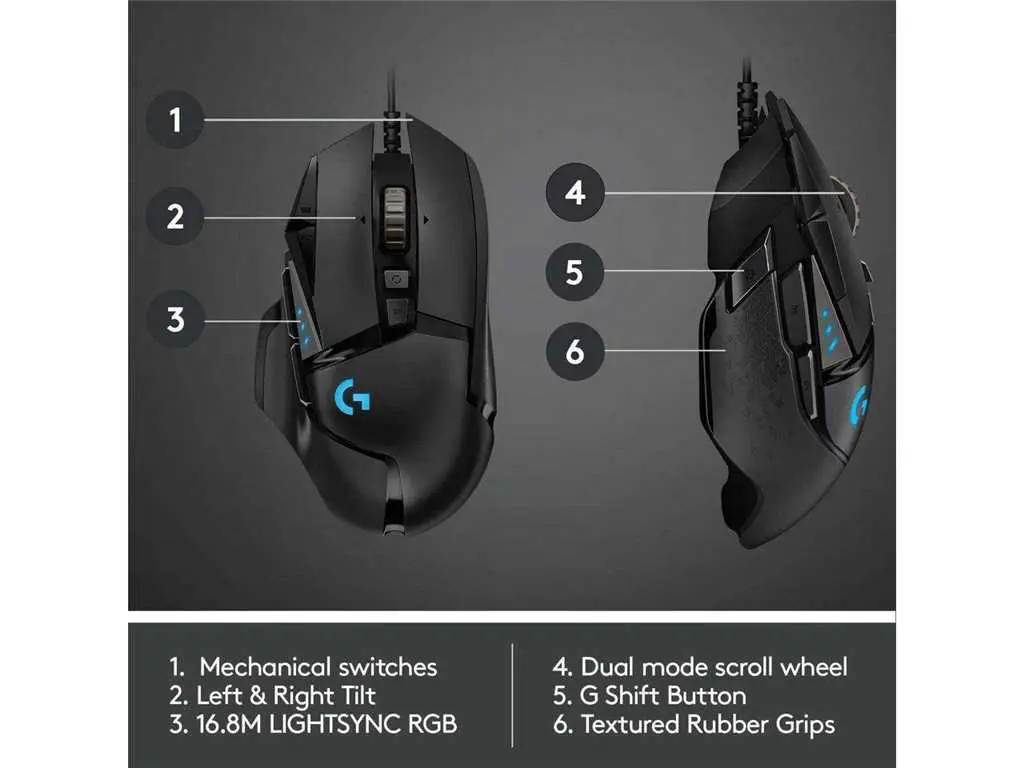 1
2
3
4
5
6
1. Mechanical switches
2. Left & Right Tilt
3. 16.8M LIGHTSYNC RGB
4. Dual mode scroll wheel
5. G Shift Button
6. Textured Rubber Grips